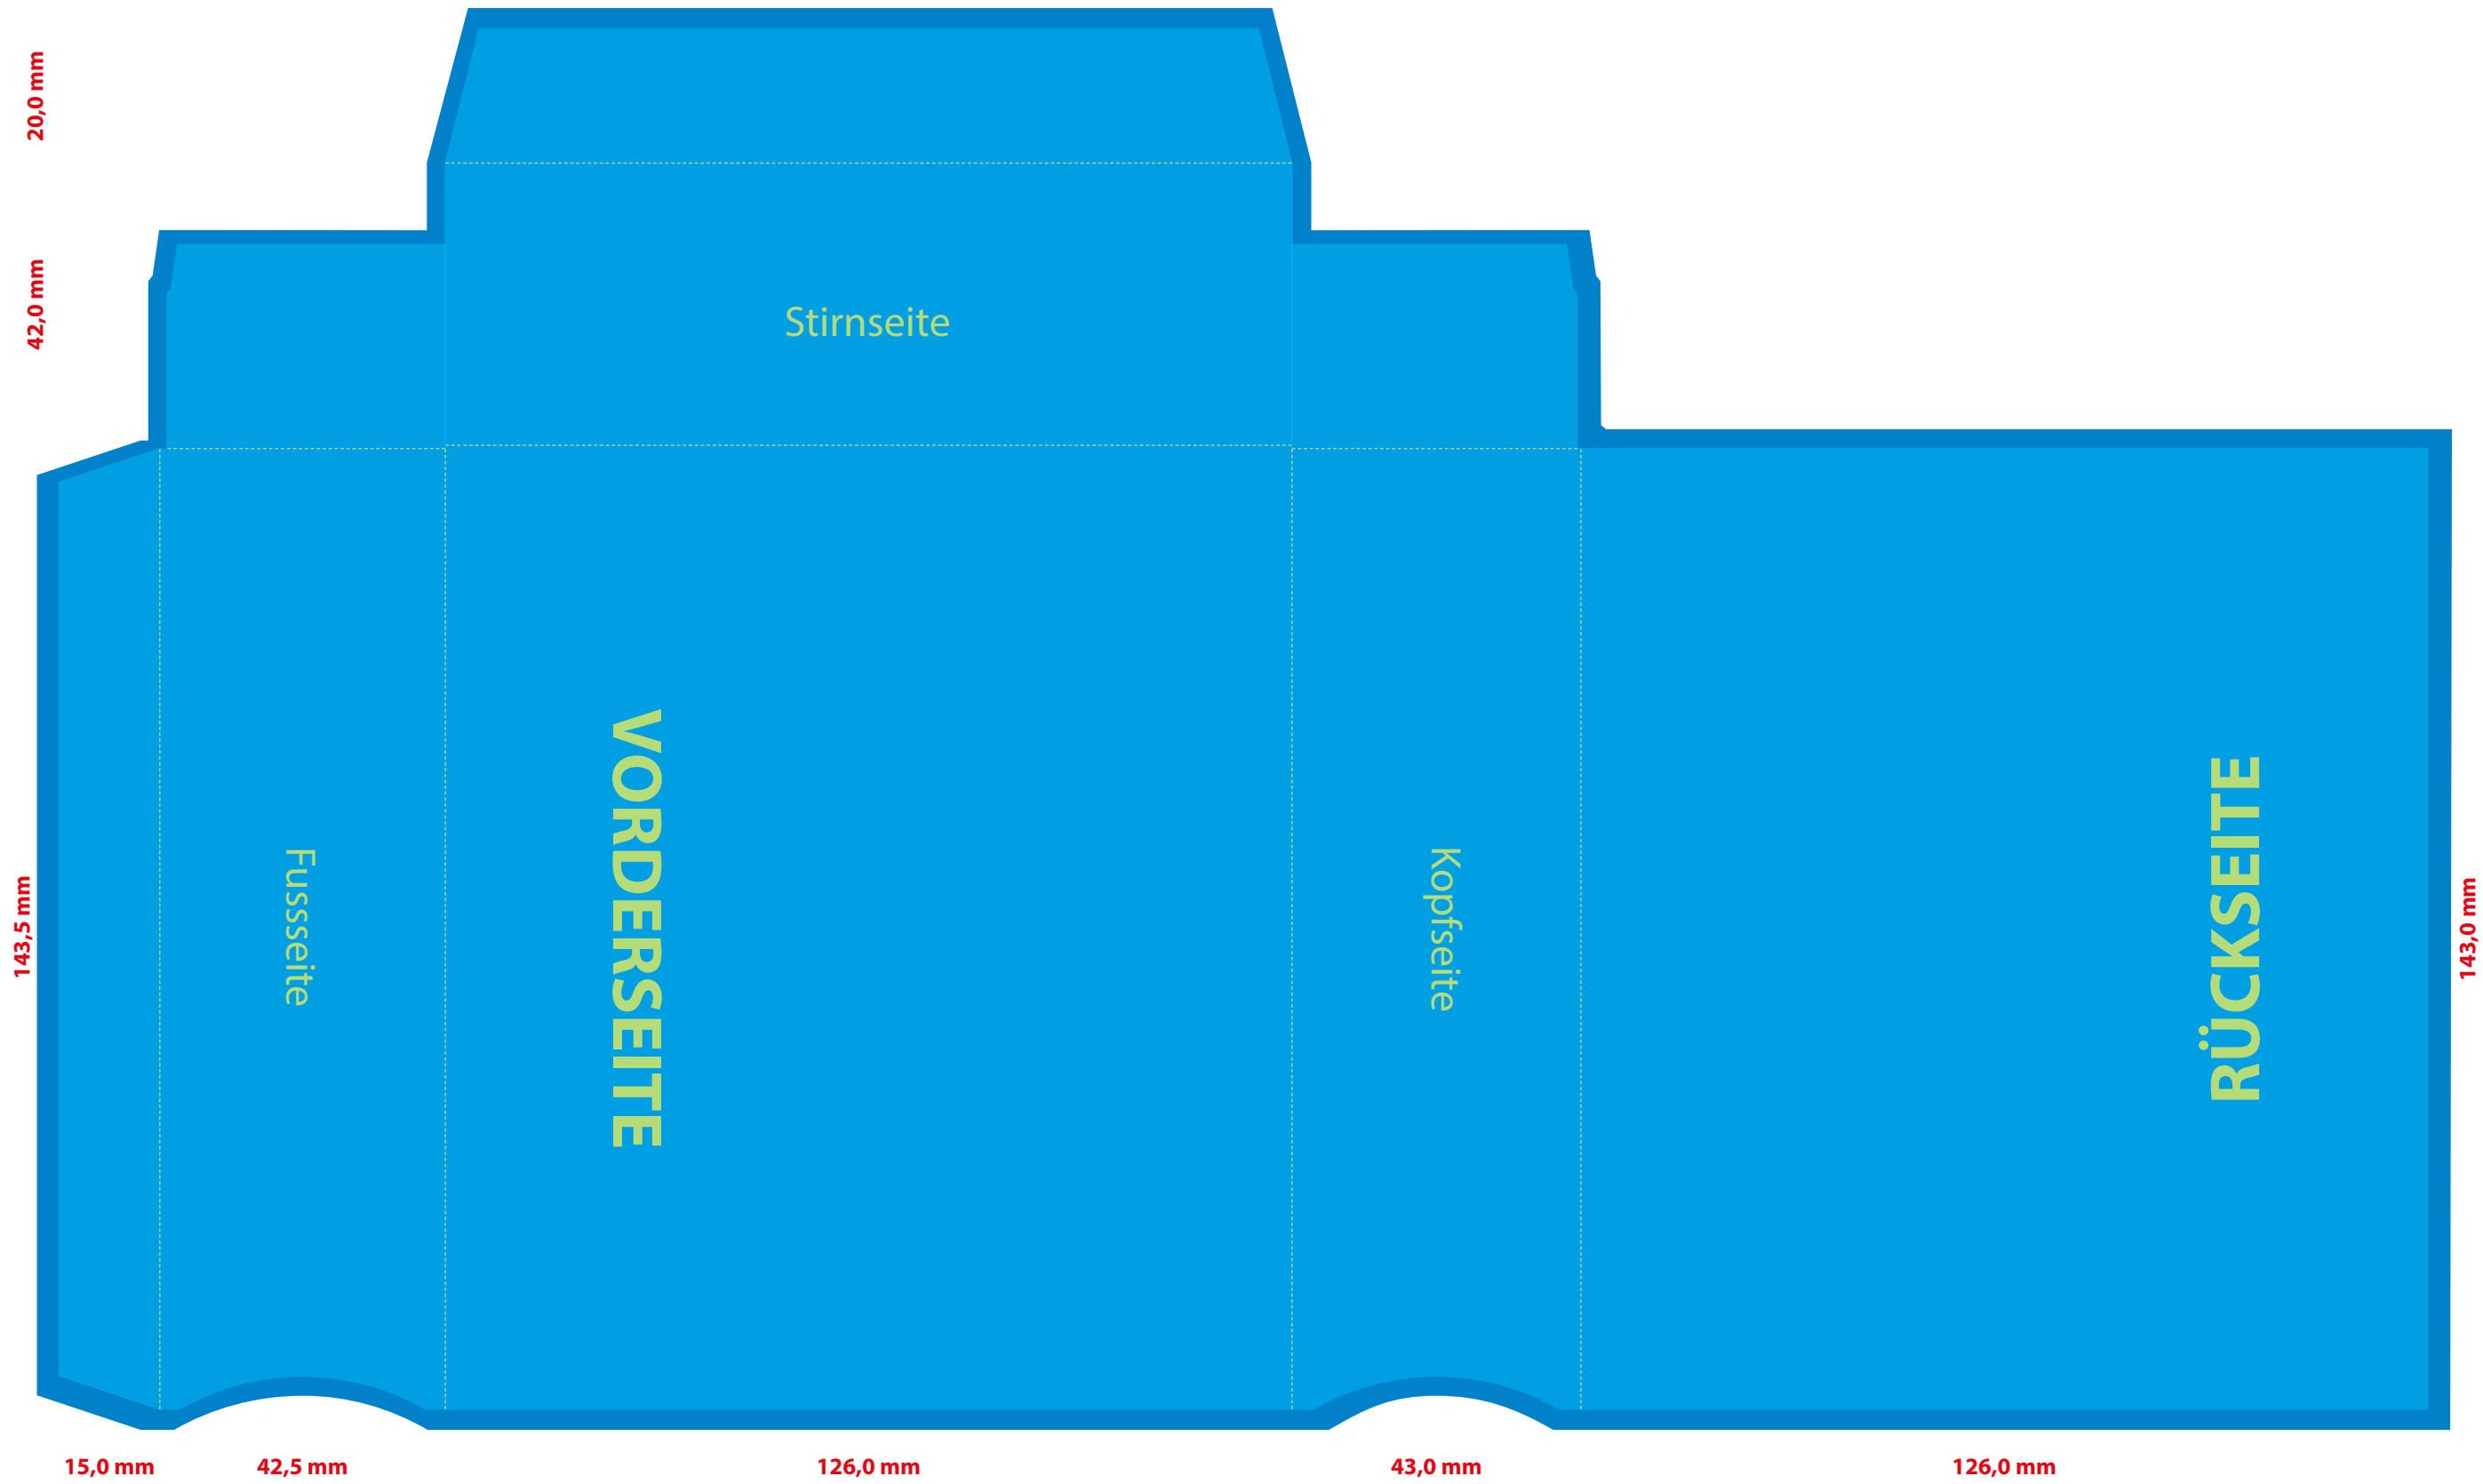 20,0 mm
42,0 mm
Stirnseite
143,5 mm
Fussseite
VORDERSEITE
Kopfseite
RÜCKSEITE
143,0 mm
15,0 mm
42,5 mm
126,0 mm
43,0 mm
126,0 mm